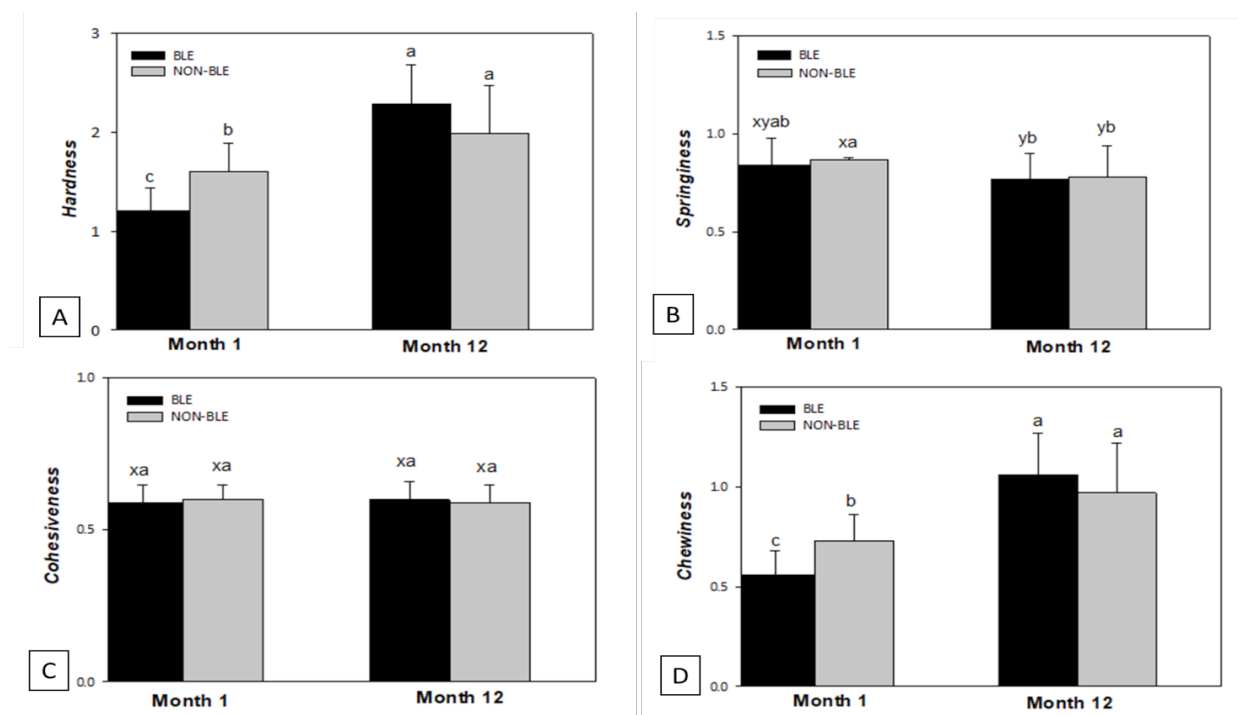 3
BLE
NON-BLE
a
a
2
b
c
Hardness
1
A
0
Month 1
Month 12
1.5
BLE
NON-BLE
xyab
xa
yb
yb
1.0
Springiness
0.5
B
0.0
Month 1
Month 12
1.0
BLE
NON-BLE
xa
xa
xa
xa
Cohesiveness
0.5
C
0.0
Month 1
Month 12
1.5
BLE
NON-BLE
a
a
1.0
b
c
Chewiness
0.5
D
0.0
Month 1
Month 12